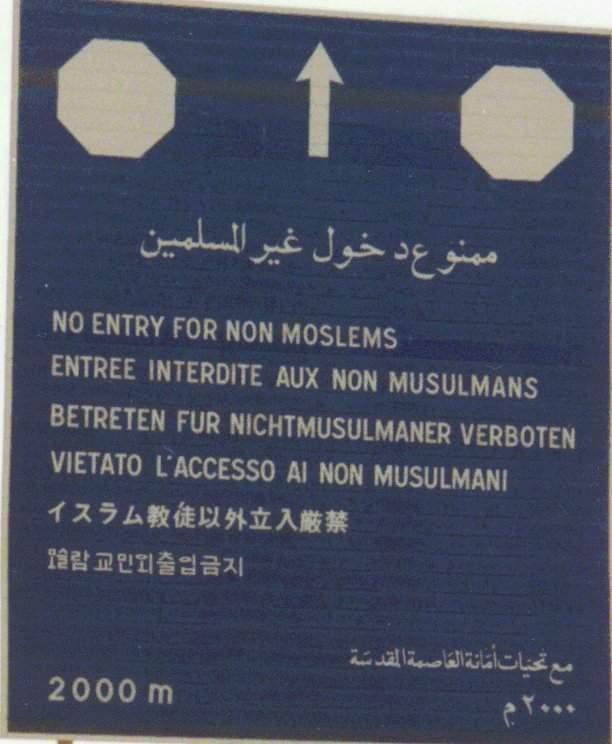 ممنوع دخول غير المسلمين
NO ENTRY FOR NON MOSLEMS
ENTREE INTERDITE AUX NON MUSULMANS
BETRETEN FUR NICHTMUSULMANER VERBOTEN
VIETATO L'ACCESSO AI NON MUSULMANI
イスラム教徒以外立入厳禁
교민외출입금지
مع تحيات أمانة العاصمة المقدسة
2000 m
٢٠٠٠ م